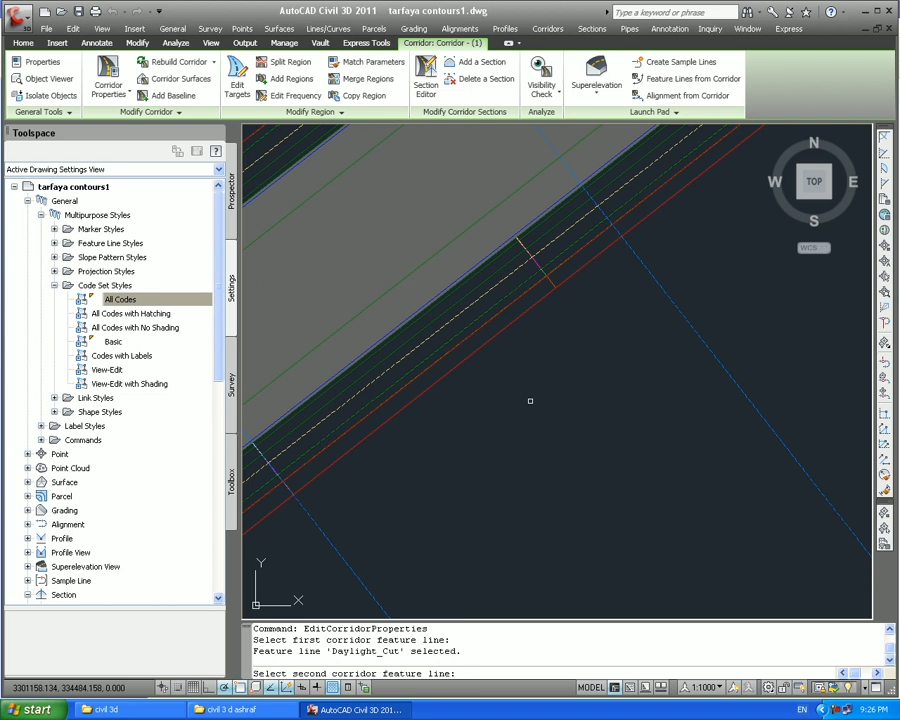 AutoCAD Civil 3D 2011 - tarfaya contours1.dwg
Type a keyword or phrase
3D
File Edit View Insert General Survey Points Surfaces Lines/Curves Parcels Grading Alignments Profiles Corridors Sections Pipes Annotation Inquiry Window Express
Home Insert Annotate Modify Analyze View Output Manage Vault Express Tools Corridor: Corridor - (1)
Properties
Object Viewer
Isolate Objects
Corridor Properties
Rebuild Corridor
Corridor Surfaces
Add Baseline
Edit Targets
Split Region
Add Regions
Edit Frequency
Match Parameters
Merge Regions
Copy Region
Section Editor
Add a Section
Delete a Section
Visibility Check
Superelevation
Create Sample Lines
Feature Lines from Corridor
Alignment from Corridor
General Tools Modify Corridor Modify Region Modify Corridor Sections Analyze Launch Pad
Toolspace
Active Drawing Settings View
tarfaya contours1
General
Multipurpose Styles
Marker Styles
Feature Line Styles
Slope Pattern Styles
Projection Styles
Code Set Styles
All Codes
All Codes with Hatching
All Codes with No Shading
Basic
Codes with Labels
View-Edit
View-Edit with Shading
Link Styles
Shape Styles
Label Styles
Commands
Point
Point Cloud
Surface
Parcel
Grading
Alignment
Profile
Profile View
Superelevation View
Sample Line
Section
Prospector
Settings
Survey
Toolbox
N
W TOP E
S
WCS
Y
X
Command: EditCorridorProperties
Select first corridor feature line:
Feature line 'Daylight_Cut' selected.
Select second corridor feature line:
3301158.134, 334484.158, 0.000
MODEL
1:1000
start
civil 3d
civil 3 d ashraf
AutoCAD Civil 3D 201...
EN
9:26 PM